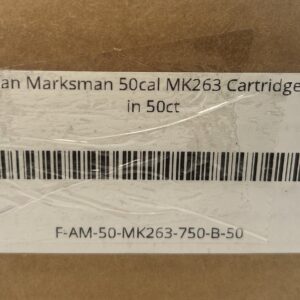 an Marksman 50cal MK263 Cartridge
in 50ct
F-AM-50-MK263-750-B-50